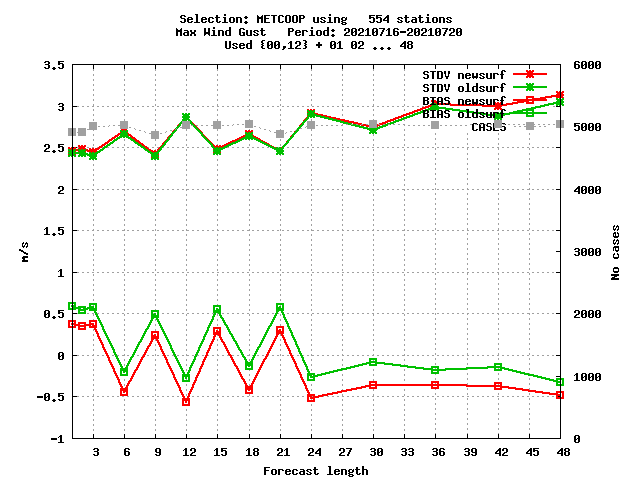 Selection: METCOOP using   554 stations
Max Wind Gust   Period: 20210716-20210720
Used {00,12} + 01 02 ... 48
STDV newsurf
STDV oldsurf
BIAS newsurf
BIAS oldsurf
CASES
3.5
3
2.5
2
1.5
1
0.5
0
-0.5
-1
m/s
6000
5000
4000
3000
2000
1000
0
No cases
3 6 9 12 15 18 21 24 27 30 33 36 39 42 45 48
Forecast length